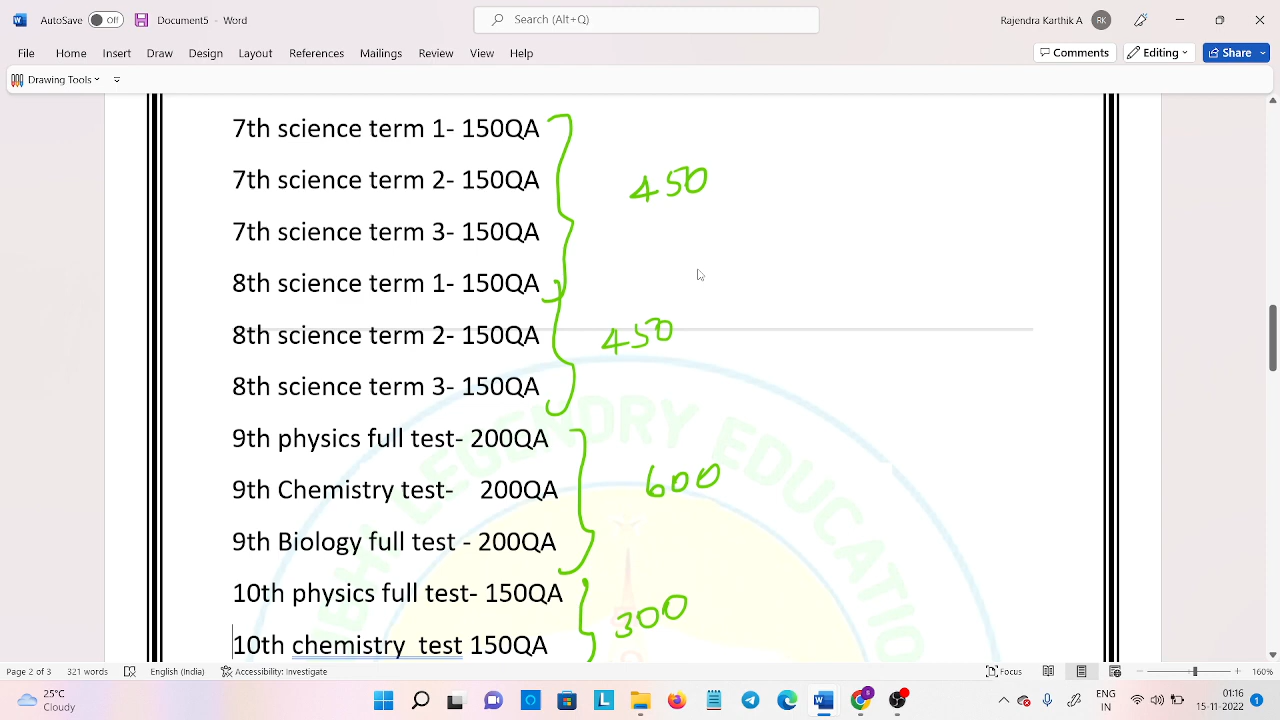 AutoSave Off Document5 - Word Search (Alt+Q) Rajendra Karthik A RK
File Home Insert Draw Design Layout References Mailings Review View Help Comments Editing Share
Drawing Tools
7th science term 1- 150QA
7th science term 2- 150QA
450
7th science term 3- 150QA
8th science term 1- 150QA
8th science term 2- 150QA
450
8th science term 3- 150QA
9th physics full test- 200QA
9th Chemistry test- 200QA
600
9th Biology full test - 200QA
10th physics full test- 150QA
300
10th chemistry test 150QA
Page 2 of 3 321 words English (India) Accessibility: Investigate Focus 160%
25°C
Cloudy
ENG
IN
01:16
15-11-2022